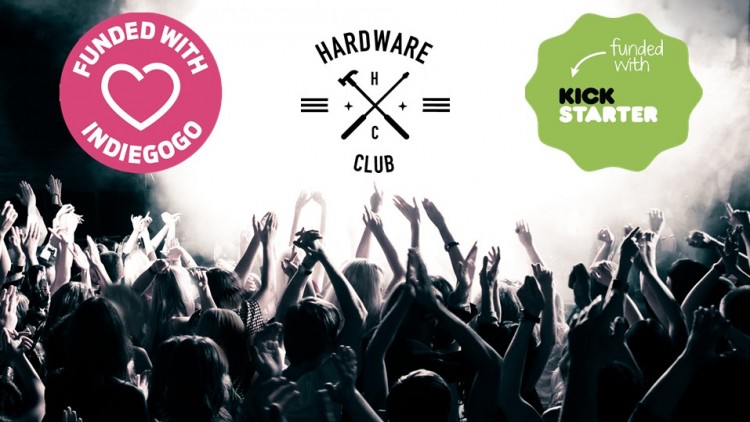 FUNDED WITH
INDIEGOGO
HARDWARE
H
C
CLUB
funded
with
KICK
STARTER